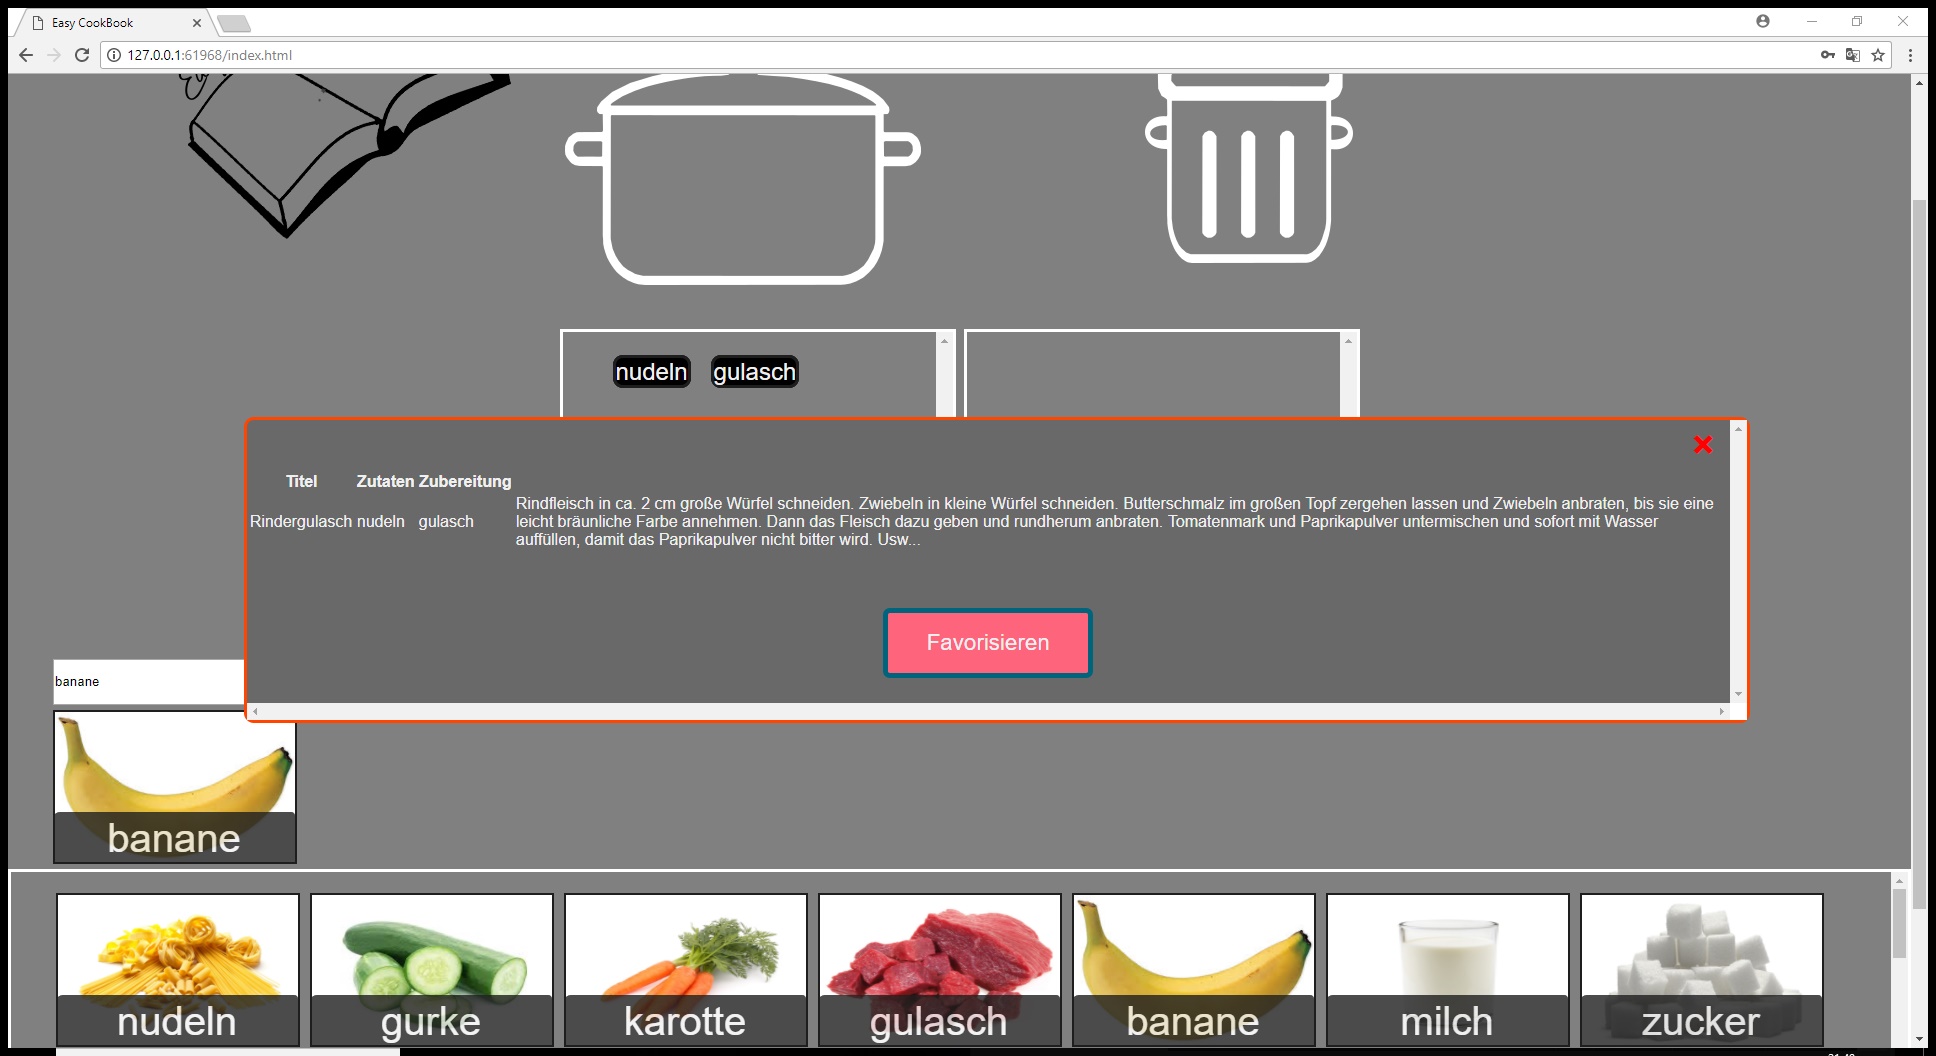 Easy CookBook
127.0.0.1:61968/index.html
nudeln gulasch
Titel Zutaten Zubereitung
Rindergulasch nudeln gulasch
Rindfleisch in ca. 2 cm große Würfel schneiden. Zwiebeln in kleine Würfel schneiden. Butterschmalz im großen Topf zergehen lassen und Zwiebeln anbraten, bis sie eine
leicht bräunliche Farbe annehmen. Dann das Fleisch dazu geben und rundherum anbraten. Tomatenmark und Paprikapulver untermischen und sofort mit Wasser
auffüllen, damit das Paprikapulver nicht bitter wird. Usw...
Favorisieren
banane
banane
nudeln gurke karotte gulasch banane milch zucker